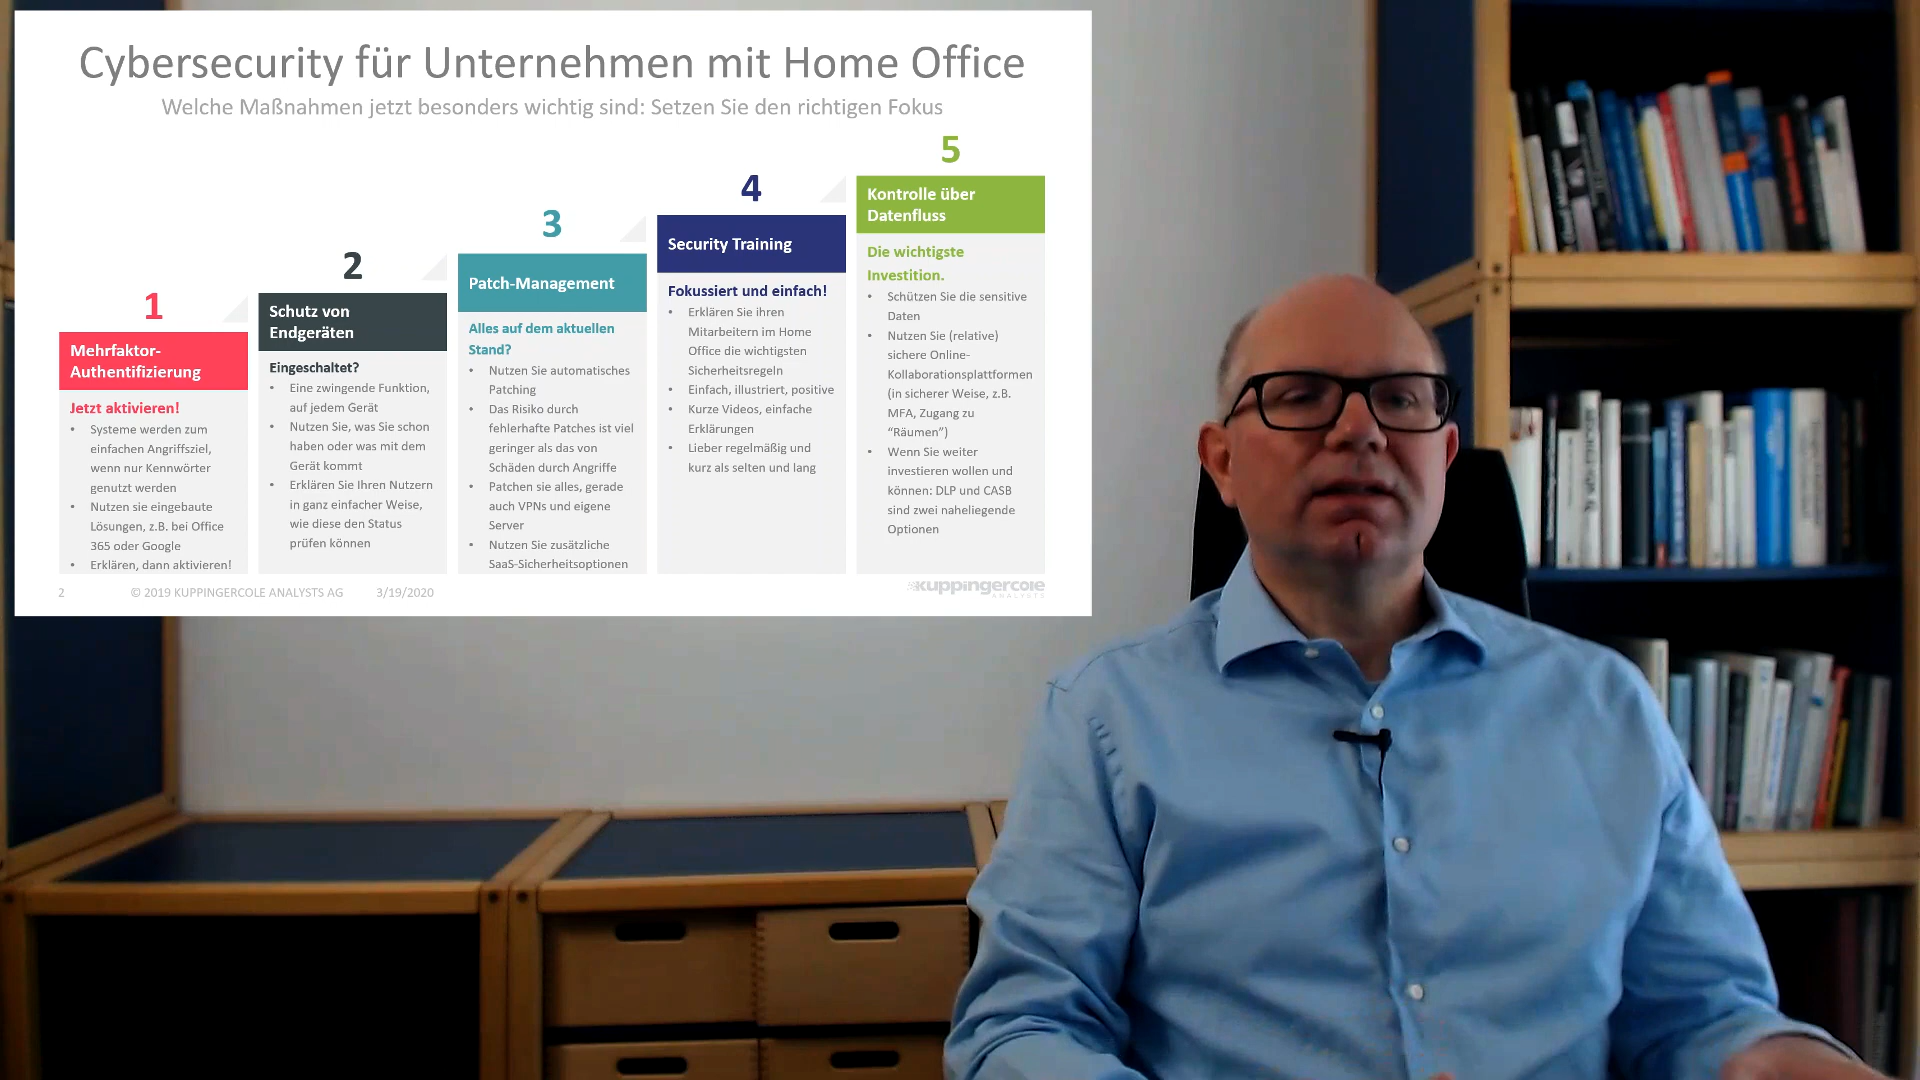 Cybersecurity für Unternehmen mit Home Office
Welche Maßnahmen jetzt besonders wichtig sind: Setzen Sie den richtigen Fokus
1
Mehrfaktor-
Authentifizierung
Jetzt aktivieren!
• Systeme werden zum
einfachen Angriffsziel,
wenn nur Kennwörter
genutzt werden
• Nutzen sie eingebaute
Lösungen, z.B. bei Office
365 oder Google
• Erklären, dann aktivieren!
2
Schutz von
Endgeräten
Eingeschaltet?
• Eine zwingende Funktion,
auf jedem Gerät
• Nutzen Sie, was Sie schon
haben oder was mit dem
Gerät kommt
• Erklären Sie Ihren Nutzern
in ganz einfacher Weise,
wie diese den Status
prüfen können
3
Patch-Management
Alles auf dem aktuellen
Stand?
• Nutzen Sie automatisches
Patching
• Das Risiko durch
fehlerhafte Patches ist viel
geringer als das von
Schäden durch Angriffe
• Patchen sie alles, gerade
auch VPNs und eigene
Server
• Nutzen Sie zusätzliche
SaaS-Sicherheitsoptionen
4
Security Training
Fokussiert und einfach!
• Erklären Sie ihren
Mitarbeitern im Home
Office die wichtigsten
Sicherheitsregeln
• Einfach, illustriert, positive
• Kurze Videos, einfache
Erklärungen
• Lieber regelmäßig und
kurz als selten und lang
5
Kontrolle über
Datenfluss
Die wichtigste
Investition.
• Schützen Sie die sensitive
Daten
• Nutzen Sie (relative)
sichere Online-
Kollaborationsplattformen
(in sicherer Weise, z.B.
MFA, Zugang zu
“Räumen”)
• Wenn Sie weiter
investieren wollen und
können: DLP und CASB
sind zwei naheliegende
Optionen
2 © 2019 KUPPINGERCOLE ANALYSTS AG 3/19/2020
kuppingercole
ANALYSTS